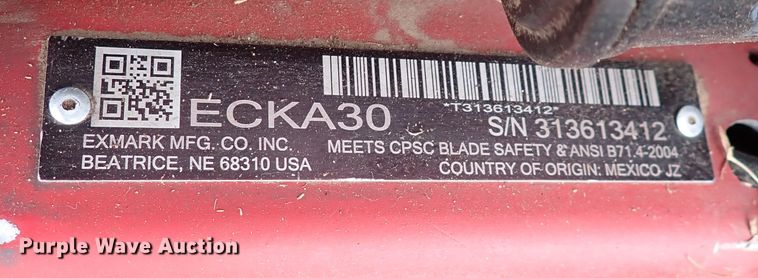 ECKA30
*T313613412*
S/N 313613412
EXMARK MFG. CO. INC.
BEATRICE, NE 68310 USA
MEETS CPSC BLADE SAFETY & ANSI B71.4-2004
COUNTRY OF ORIGIN: MEXICO JZ
Purple Wave Auction